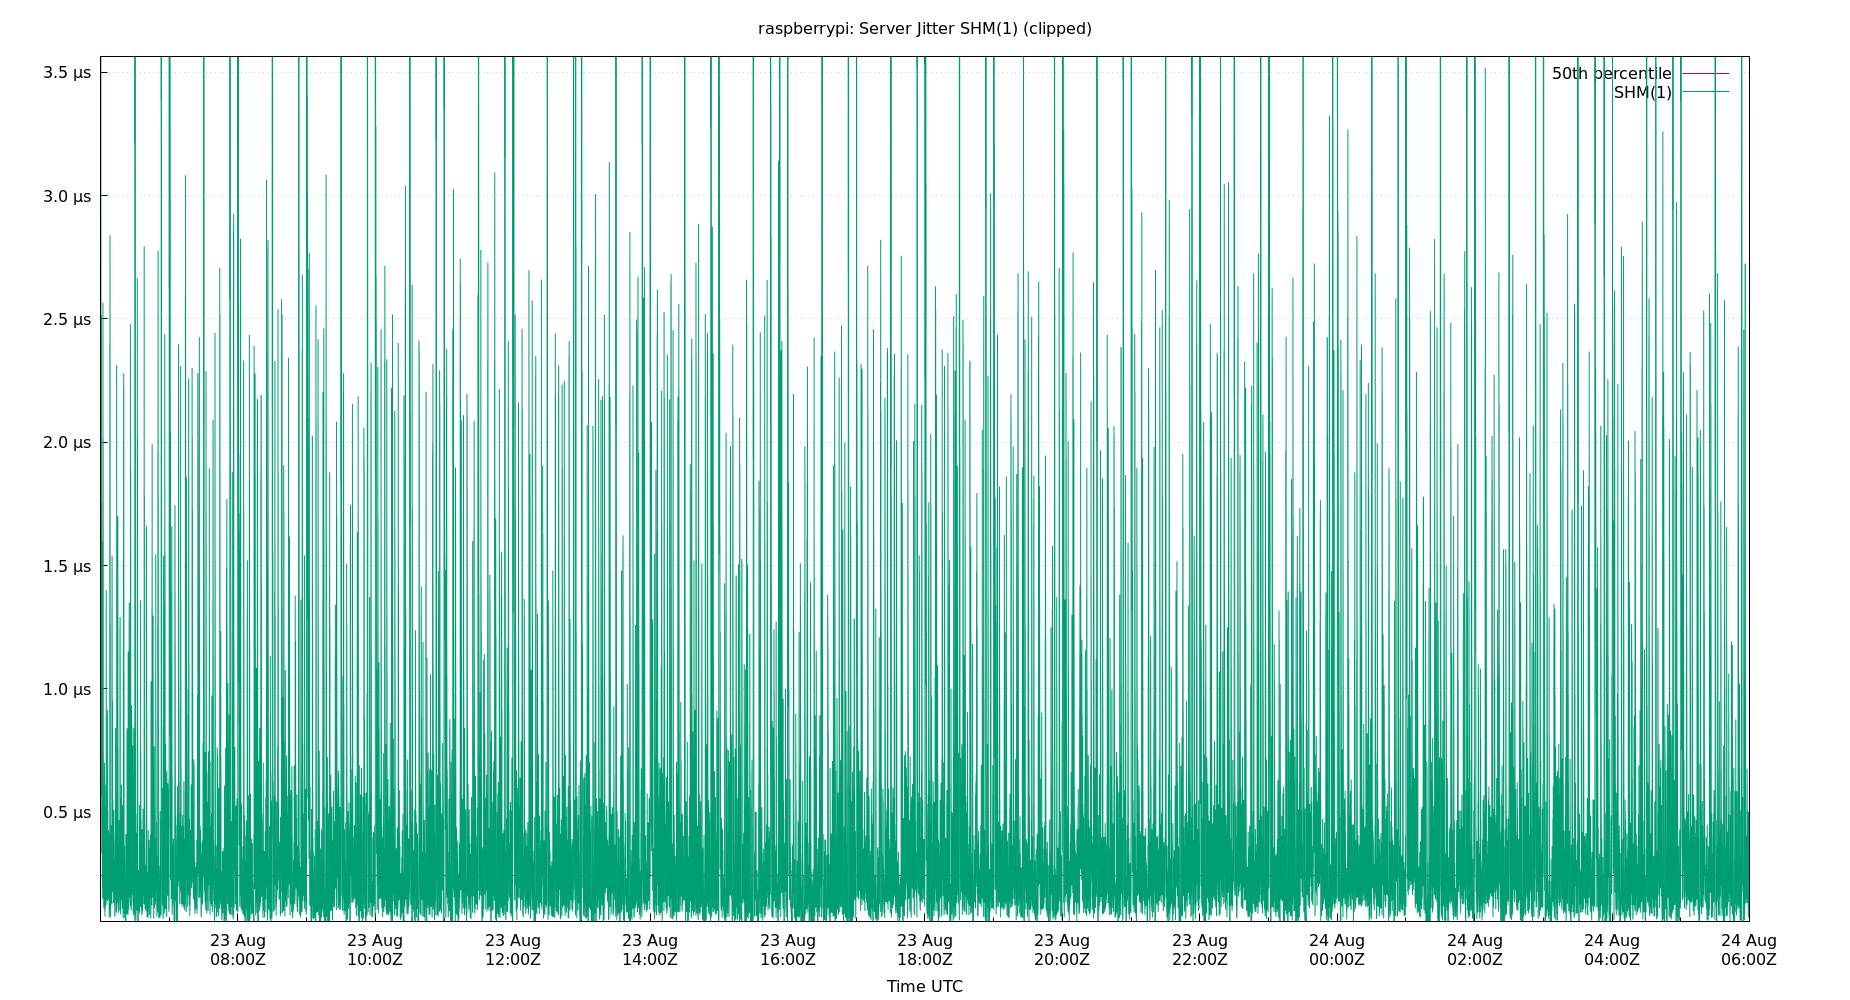 raspberrypi: Server Jitter SHM(1) (clipped)
3.5 µs
3.0 µs
2.5 µs
2.0 µs
1.5 µs
1.0 µs
0.5 µs
50th percentile
SHM(1)
23 Aug 23 Aug 23 Aug 23 Aug 23 Aug 23 Aug 23 Aug 23 Aug 24 Aug 24 Aug 24 Aug 24 Aug
08:00Z 10:00Z 12:00Z 14:00Z 16:00Z 18:00Z 20:00Z 22:00Z 00:00Z 02:00Z 04:00Z 06:00Z
Time UTC